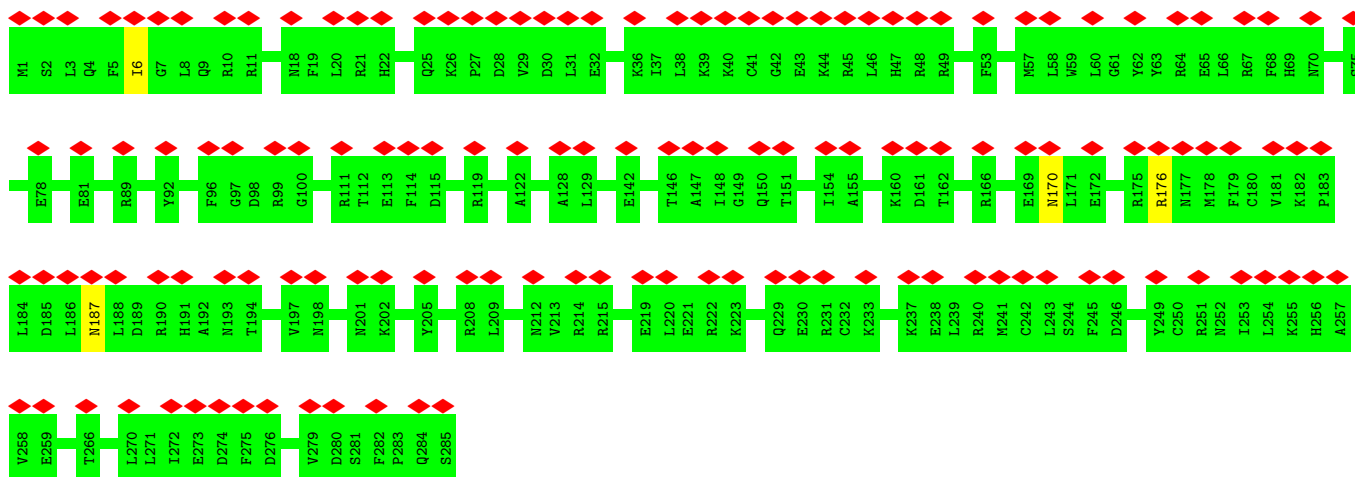 M1 S2 L3 Q4 F5 I6 G7 L8 Q9 R10 R11 N18 F19 L20 R21 H22 Q25 K26 P27 D28 V29 D30 L31 E32 K36 I37 L38 K39 K40 C41 G42 E43 K44 R45 L46 H47 R48 R49 F53 M57 L58 W59 L60 G61 Y62 Y63 R64 E65 L66 R67 F68 H69 N70
E78 E81 R89 Y92 F96 G97 D98 R99 G100 R111 T112 E113 F114 D115 R119 A122 A128 L129 E142 T146 A147 I148 G149 Q150 T151 I154 A155 K160 D161 T162 R166 E169 N170 L171 E172 R175 R176 N177 M178 F179 C180 V181 K182 P183
L184 D185 L186 N187 L188 D189 R190 H191 A192 N193 T194 V197 N198 N201 K202 Y205 R208 L209 N212 V213 R214 R215 E219 L220 E221 R222 K223 Q229 E230 R231 C232 K233 K237 E238 L239 R240 M241 C242 L243 S244 F245 D246 Y249 C250 R251 N252 I253 L254 K255 H256 A257
V258 E259 T266 L270 L271 I272 E273 D274 F275 D276 V279 D280 S281 F282 P283 Q284 S285